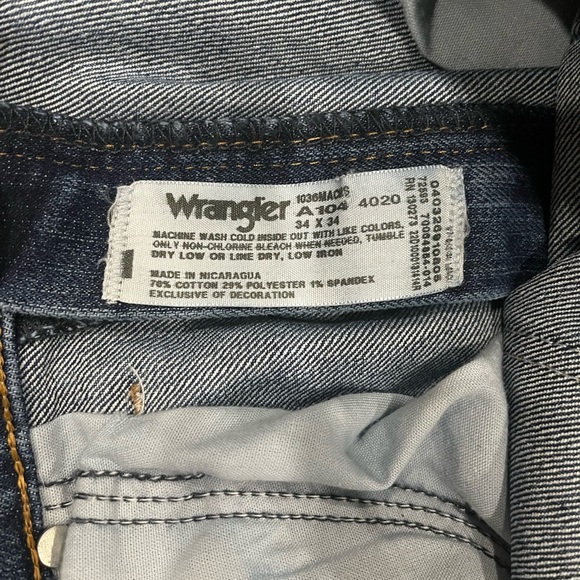 Wrangler
1036MACKS
A104 4020
34 X 34
MACHINE WASH COLD INSIDE OUT WITH LIKE COLORS,
ONLY NON-CHLORINE BLEACH WHEN NEEDED, TUMBLE
DRY LOW OR LINE DRY, LOW IRON
MADE IN NICARAGUA
70% COTTON 29% POLYESTER 1% SPANDEX
EXCLUSIVE OF DECORATION